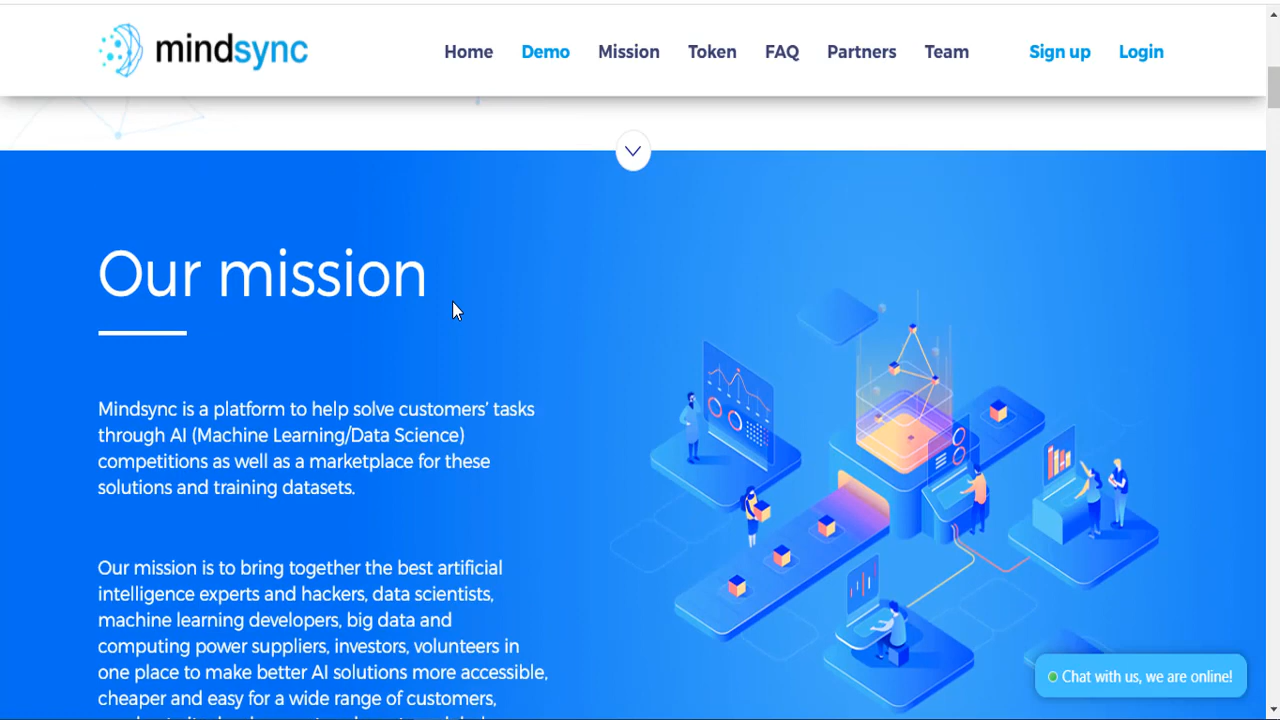 mindsync
Home Demo Mission Token FAQ Partners Team Sign up Login
Our mission
Mindsync is a platform to help solve customers’ tasks
through AI (Machine Learning/Data Science)
competitions as well as a marketplace for these
solutions and training datasets.
Our mission is to bring together the best artificial
intelligence experts and hackers, data scientists,
machine learning developers, big data and
computing power suppliers, investors, volunteers in
one place to make better AI solutions more accessible,
cheaper and easy for a wide range of customers,
Chat with us, we are online!